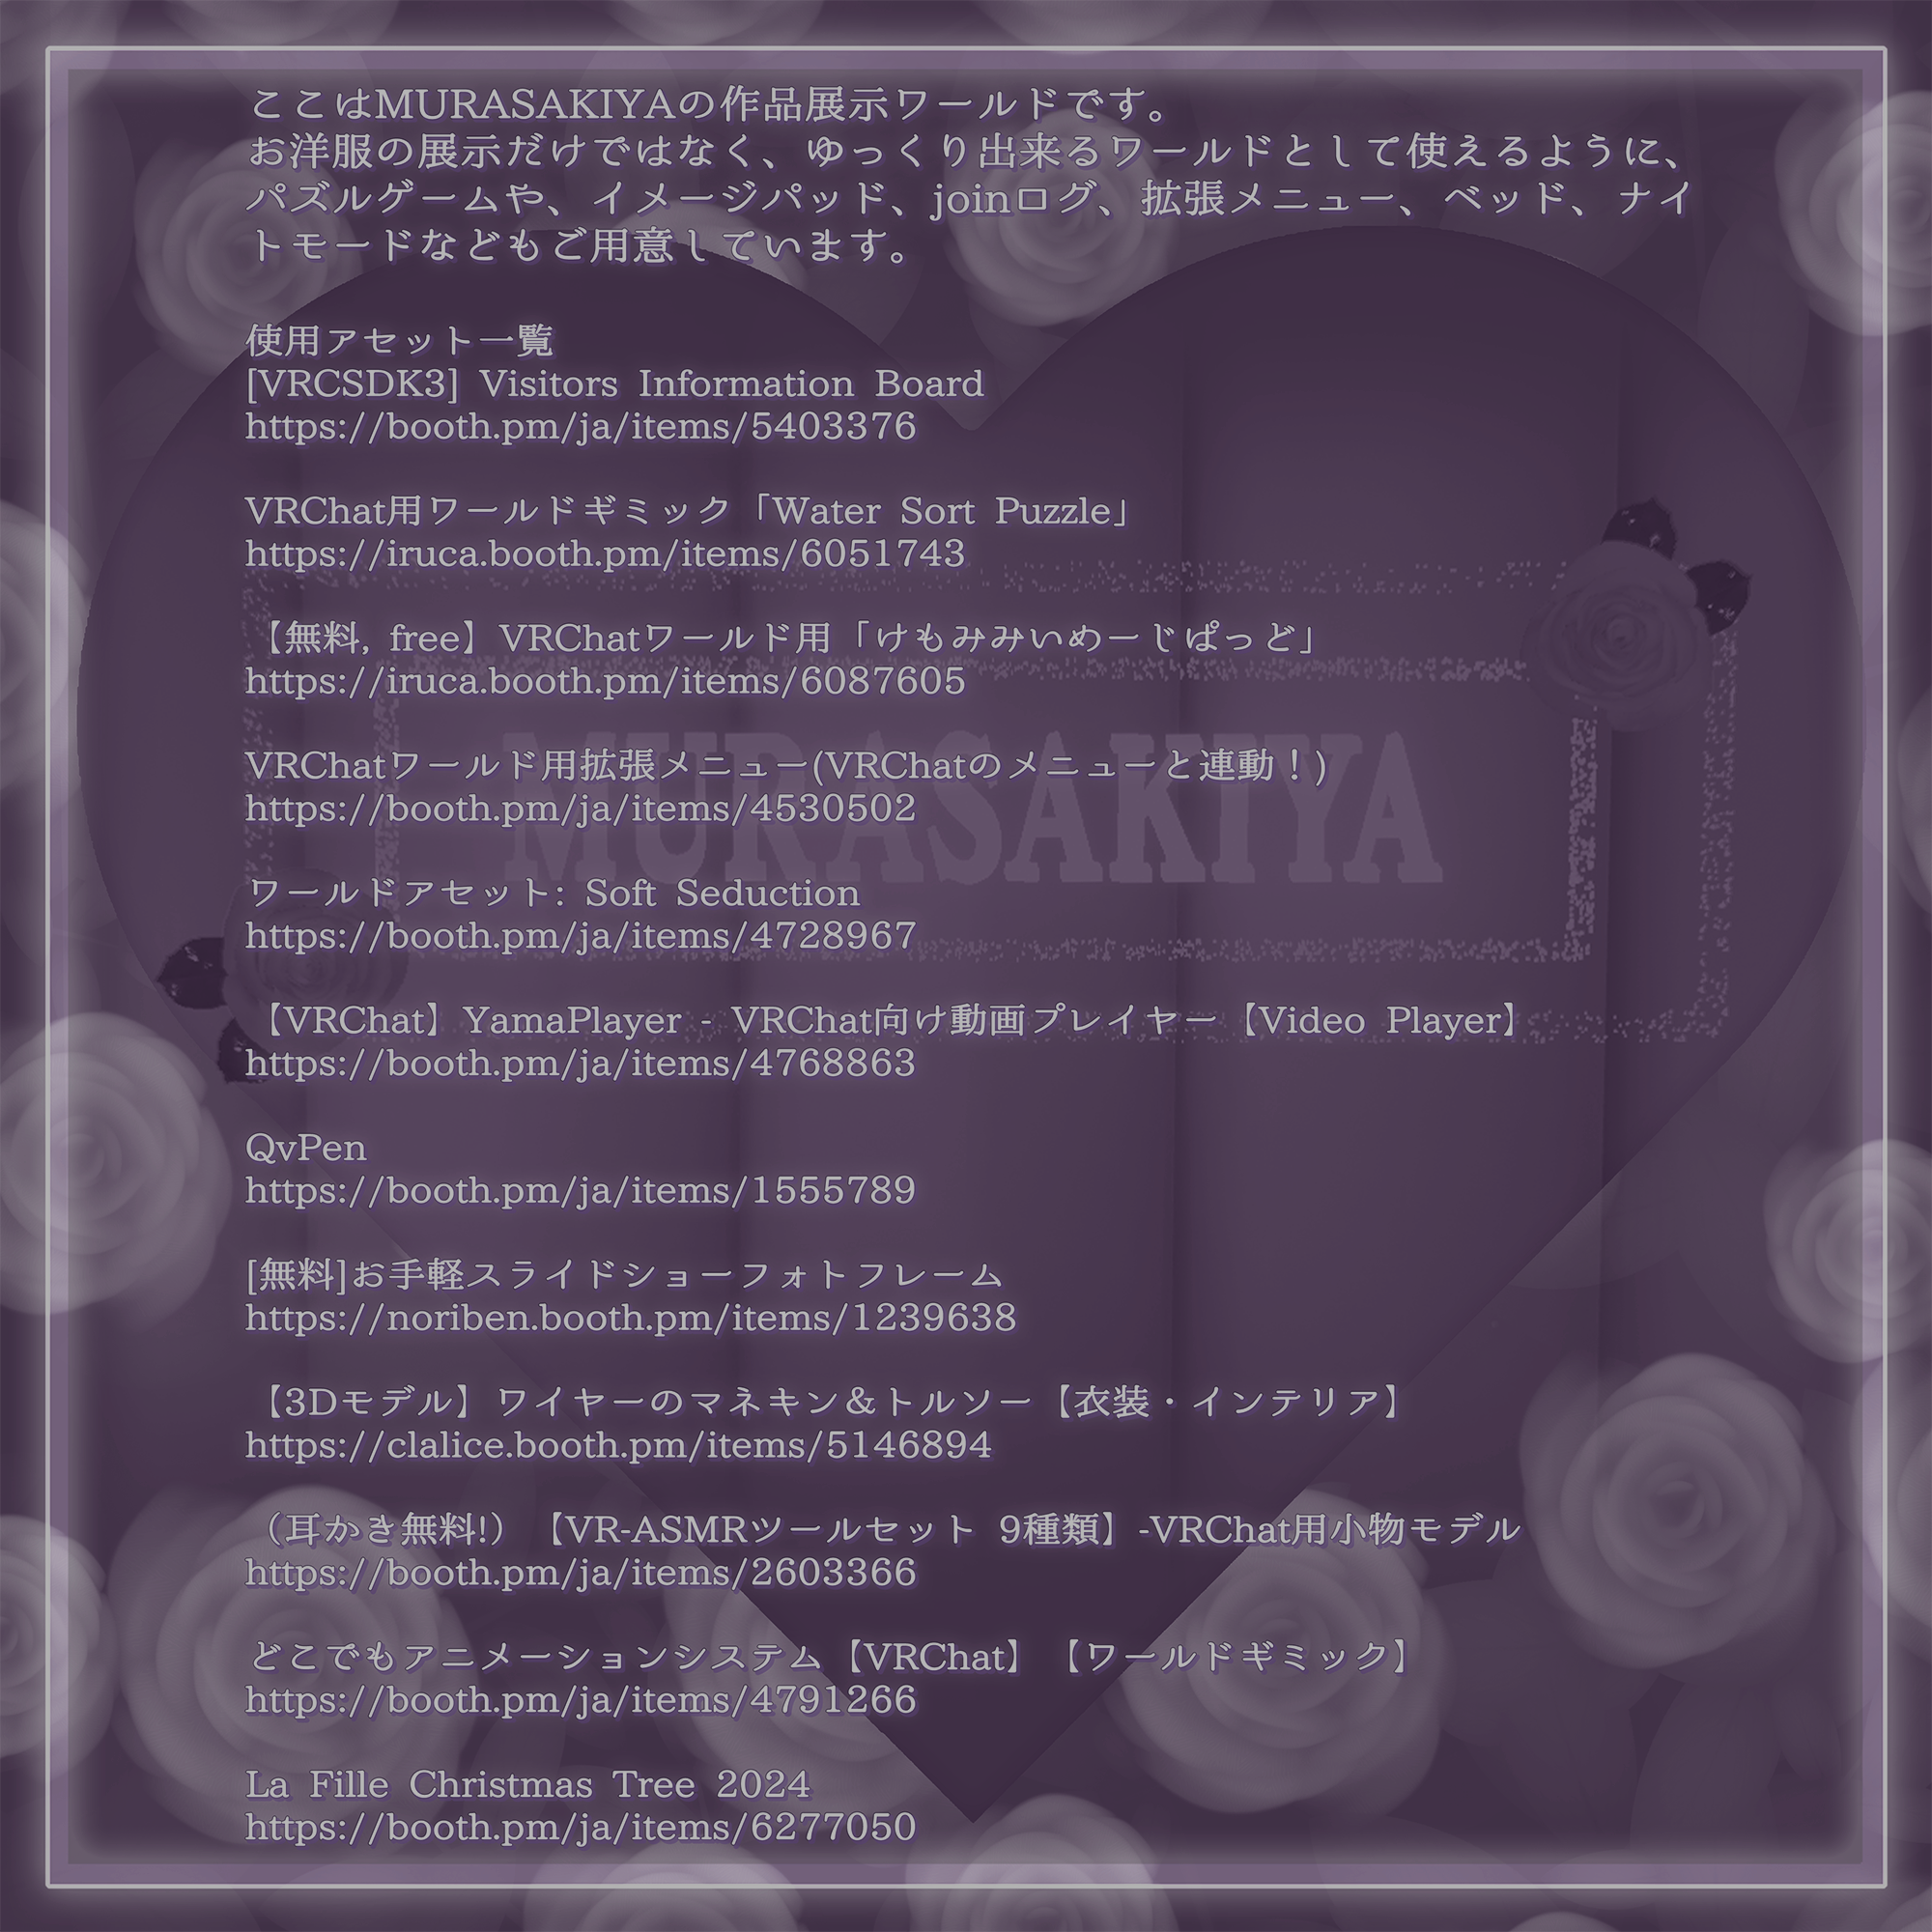 ここはMURASAKIYAの作品展示ワールドです。
お洋服の展示だけではなく、ゆっくり出来るワールドとして使えるように、
パズルゲームや、イメージパッド、joinログ、拡張メニュー、ベッド、ナイ
トモードなどもご用意しています。
使用アセット一覧
[VRCSDK3] Visitors Information Board
https://booth.pm/ja/items/5403376
VRChat用ワールドギミック「Water Sort Puzzle」
https://iruca.booth.pm/items/6051743
【無料, free】VRChatワールド用「けもみみいめーじぱっど」
https://iruca.booth.pm/items/6087605
VRChatワールド用拡張メニュー(VRChatのメニューと連動！)
https://booth.pm/ja/items/4530502
MURASAKIYA
ワールドアセット: Soft Seduction
https://booth.pm/ja/items/4728967
【VRChat】YamaPlayer - VRChat向け動画プレイヤー【Video Player】
https://booth.pm/ja/items/4768863
QvPen
https://booth.pm/ja/items/1555789
[無料]お手軽スライドショーフォトフレーム
https://noriben.booth.pm/items/1239638
【3Dモデル】ワイヤーのマネキン＆トルソー【衣装・インテリア】
https://clalice.booth.pm/items/5146894
（耳かき無料!）【VR-ASMRツールセット 9種類】-VRChat用小物モデル
https://booth.pm/ja/items/2603366
どこでもアニメーションシステム【VRChat】【ワールドギミック】
https://booth.pm/ja/items/4791266
La Fille Christmas Tree 2024
https://booth.pm/ja/items/6277050